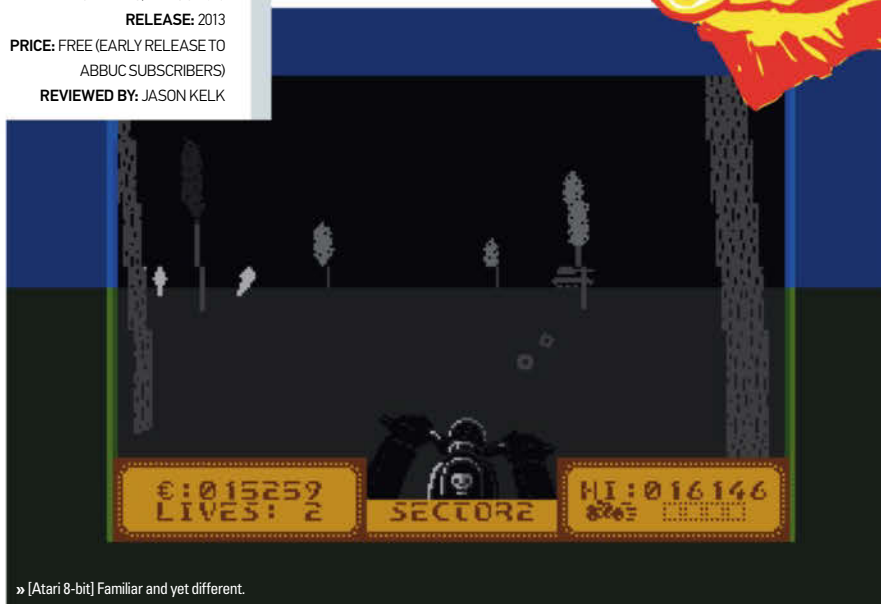 RELEASE: 2013
PRICE: FREE (EARLY RELEASE TO
ABBUC SUBSCRIBERS)
REVIEWED BY: JASON KELK
€:015259
LIVES: 2
SECTOR2
HI:016146
» [Atari 8-bit] Familiar and yet different.